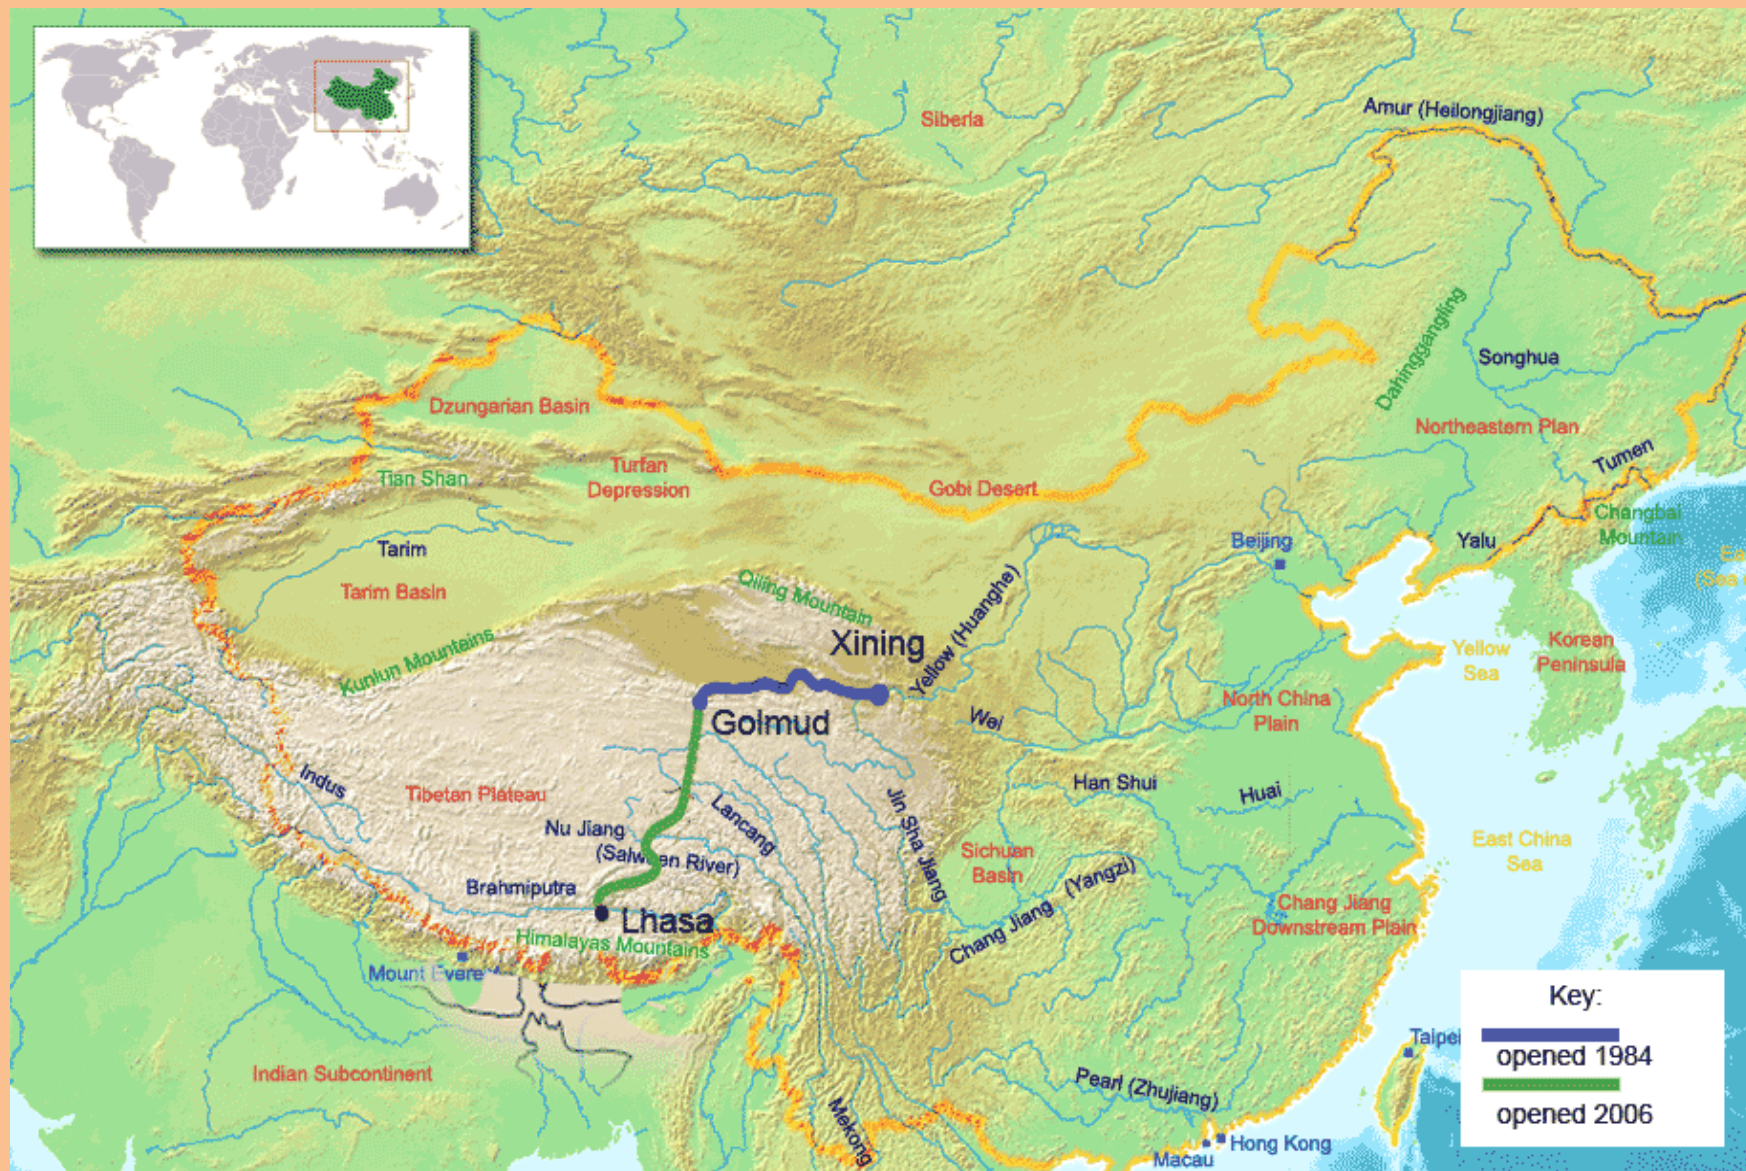 Siberia
Amur (Heilongjiang)
Dahinggangling
Songhua
Dzungarian Basin
Northeastern Plan
Tumen
Turfan
Depression
Tian Shan
Gobi Desert
Changbai
Mountain
Beijing
Yalu
Tarim
Tarim Basin
Qiling Mountain
Yellow (Huanghe)
Xining
Kunlun Mounteins
Yellow
Sea
Korean
Peninsula
North China
Plain
Golmud
Wei
Indus
Tibetan Plateau
Han Shui
Huai
Lancang
Jin Sha Jiang
Nu Jiang
(Salween River)
Sichuan
Basin
East China
Sea
Brahmiputra
Lhasa
Chang Jiang (Yangzi)
Chang Jiang
Downstream Plain
Himalayas Mountains
Mount Everest
Indian Subcontinent
Key:
opened 1984
opened 2006
Taipei
Pearl (Zhujiang)
Mekong
Hong Kong
Macau